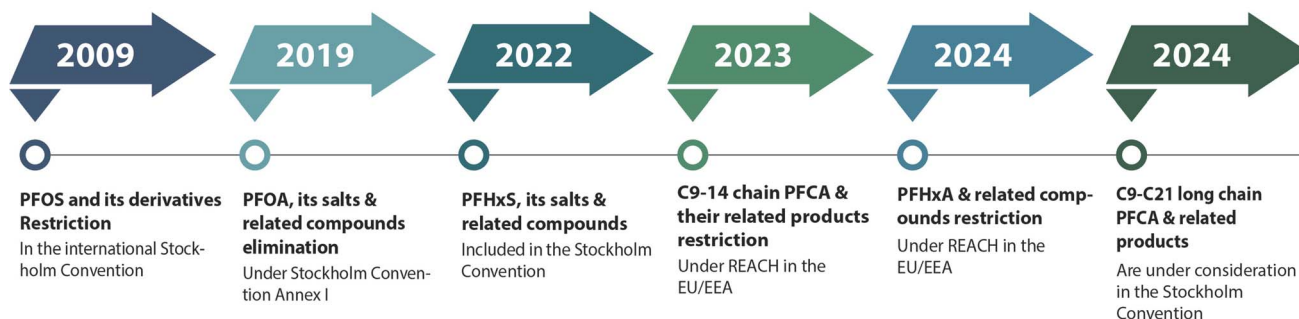 2009
2019
2022
2023
2024
2024
PFOS and its derivatives
Restriction
In the international Stock-
holm Convention
PFOA, its salts &
related compounds
elimination
Under Stockholm Conven-
tion Annex I
PFHxS, its salts &
related compounds
Included in the Stockholm
Convention
C9-14 chain PFCA &
their related products
restriction
Under REACH in the
EU/EEA
PFHxA & related comp-
ounds restriction
Under REACH in the
EU/EEA
C9-C21 long chain
PFCA & related
products
Are under consideration
in the Stockholm
Convention